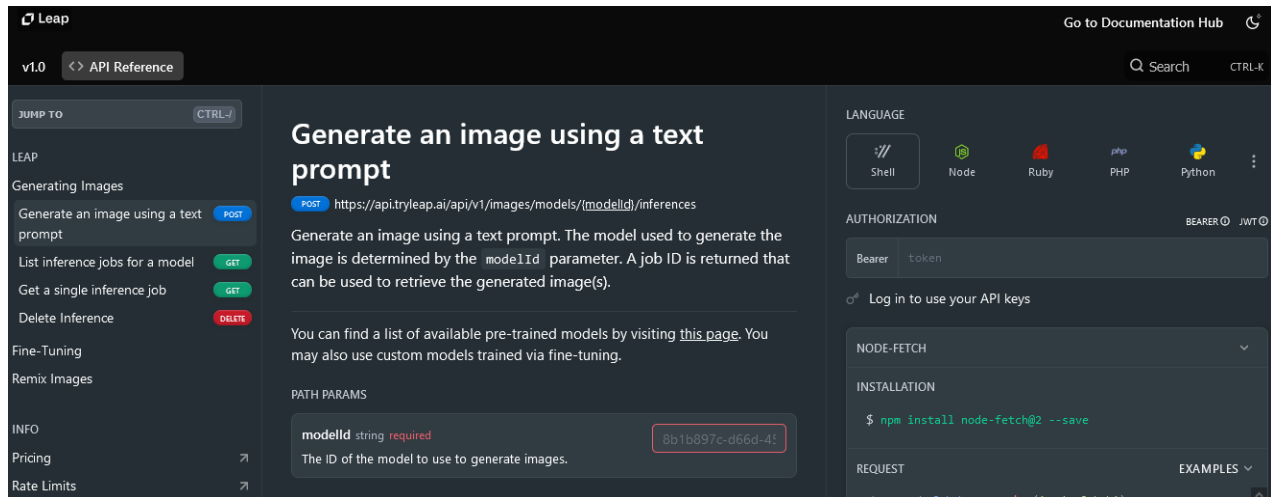 Leap
Go to Documentation Hub
v1.0
<> API Reference
Search
CTRL-K
JUMP TO
CTRL-/
LEAP
Generating Images
Generate an image using a text
prompt
POST
List inference jobs for a model
GET
Get a single inference job
GET
Delete Inference
DELETE
Fine-Tuning
Remix Images
INFO
Pricing
Rate Limits
Generate an image using a text
prompt
POST https://api.tryleap.ai/api/v1/images/models/{modelId}/inferences
Generate an image using a text prompt. The model used to generate the
image is determined by the modelId parameter. A job ID is returned that
can be used to retrieve the generated image(s).
You can find a list of available pre-trained models by visiting this page. You
may also use custom models trained via fine-tuning.
PATH PARAMS
modelId string required
8b1b897c-d66d-45
The ID of the model to use to generate images.
LANGUAGE
Shell
Node
Ruby
php
PHP
Python
AUTHORIZATION
BEARER
JWT
Bearer
token
Log in to use your API keys
NODE-FETCH
INSTALLATION
$ npm install node-fetch@2 --save
REQUEST
EXAMPLES